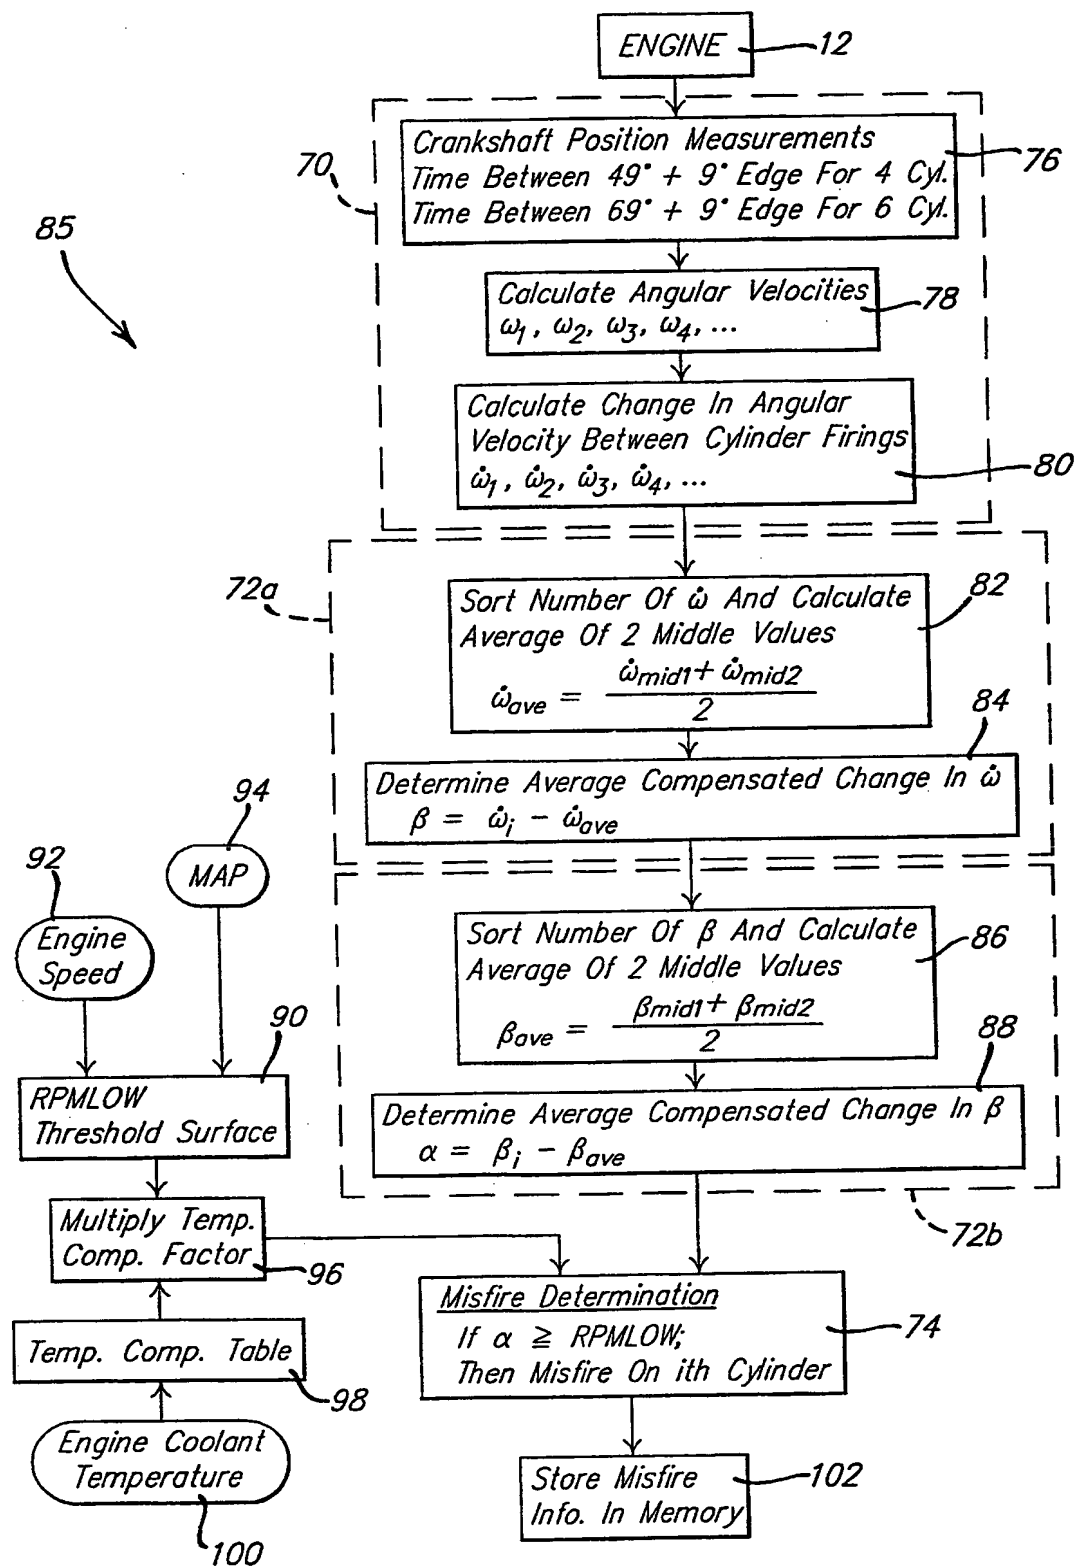 ENGINE
12
Crankshaft Position Measurements
Time Between 49° + 9° Edge For 4 Cyl.
Time Between 69° + 9° Edge For 6 Cyl.
76
70
85
Calculate Angular Velocities
ω1, ω2, ω3, ω4, ...
78
Calculate Change In Angular
Velocity Between Cylinder Firings
ω̇1, ω̇2, ω̇3, ω̇4, ...
80
72a
Sort Number Of ω̇ And Calculate
Average Of 2 Middle Values
ω̇ave = (ω̇mid1 + ω̇mid2) / 2
82
84
Determine Average Compensated Change In ω̇
β = ω̇i - ω̇ave
94
MAP
92
Engine
Speed
Sort Number Of β And Calculate
Average Of 2 Middle Values
βave = (βmid1 + βmid2) / 2
86
88
90
RPMLOW
Threshold Surface
Determine Average Compensated Change In β
α = βi - βave
72b
Multiply Temp.
Comp. Factor
96
Misfire Determination
If α ≧ RPMLOW;
Then Misfire On ith Cylinder
74
Temp. Comp. Table
98
Engine Coolant
Temperature
100
Store Misfire
Info. In Memory
102